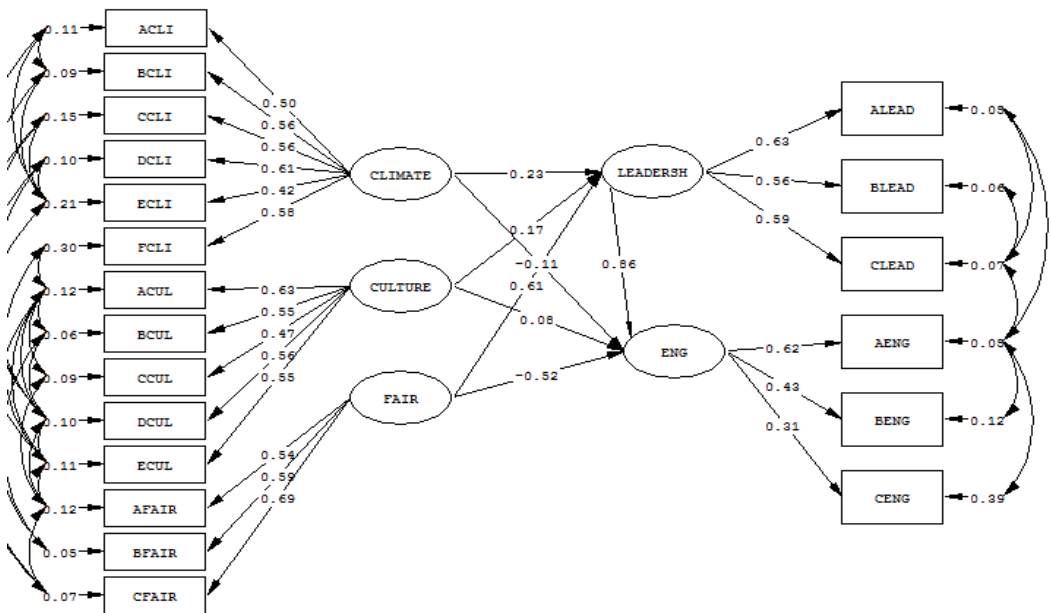 0.11 ACLI
0.09 BCLI
0.15 CCLI
0.10 DCLI
0.21 ECLI
0.30 FCLI
0.12 ACUL
0.06 BCUL
0.09 CCUL
0.10 DCUL
0.11 ECUL
0.12 AFAIR
0.05 BFAIR
0.07 CFAIR
0.50
0.56
0.56
0.61
0.42
0.58
0.63
0.55
0.47
0.56
0.55
0.54
0.59
0.69
CLIMATE
CULTURE
FAIR
0.23
0.17
-0.11
0.61
0.08
-0.52
LEADERSH
0.86
ENG
0.63
0.56
0.59
0.62
0.43
0.31
ALEAD 0.05
BLEAD 0.06
CLEAD 0.07
AENG 0.05
BENG 0.12
CENG 0.39